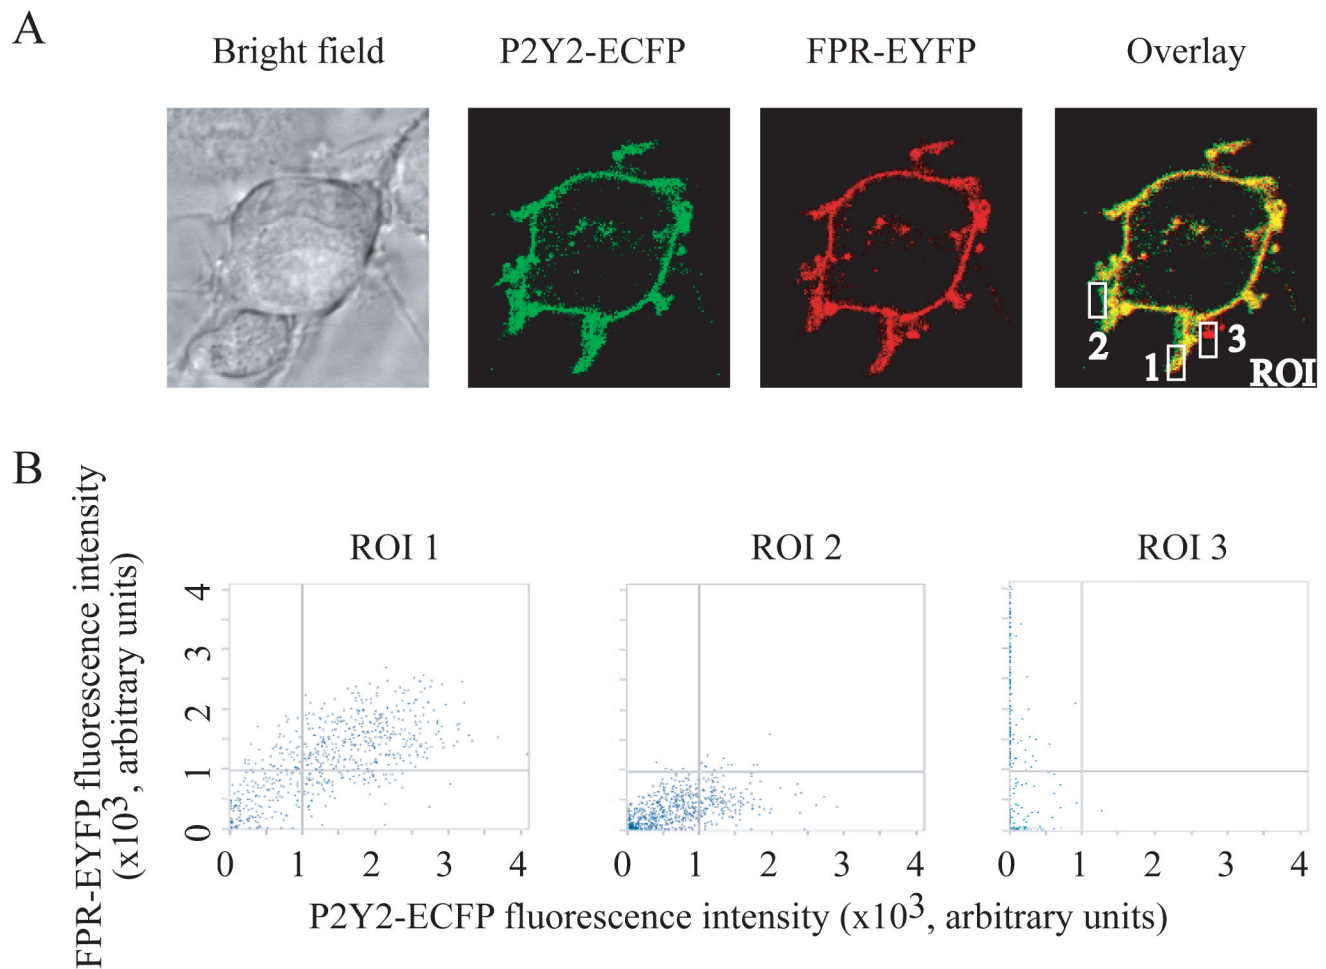 A
Bright field
P2Y2-ECFP
FPR-EYFP
Overlay
2
1
3
ROI
B
FPR-EYFP fluorescence intensity
(x10³, arbitrary units)
ROI 1
ROI 2
ROI 3
4
3
2
1
0
0 1 2 3 4
0 1 2 3 4
0 1 2 3 4
P2Y2-ECFP fluorescence intensity (x10³, arbitrary units)